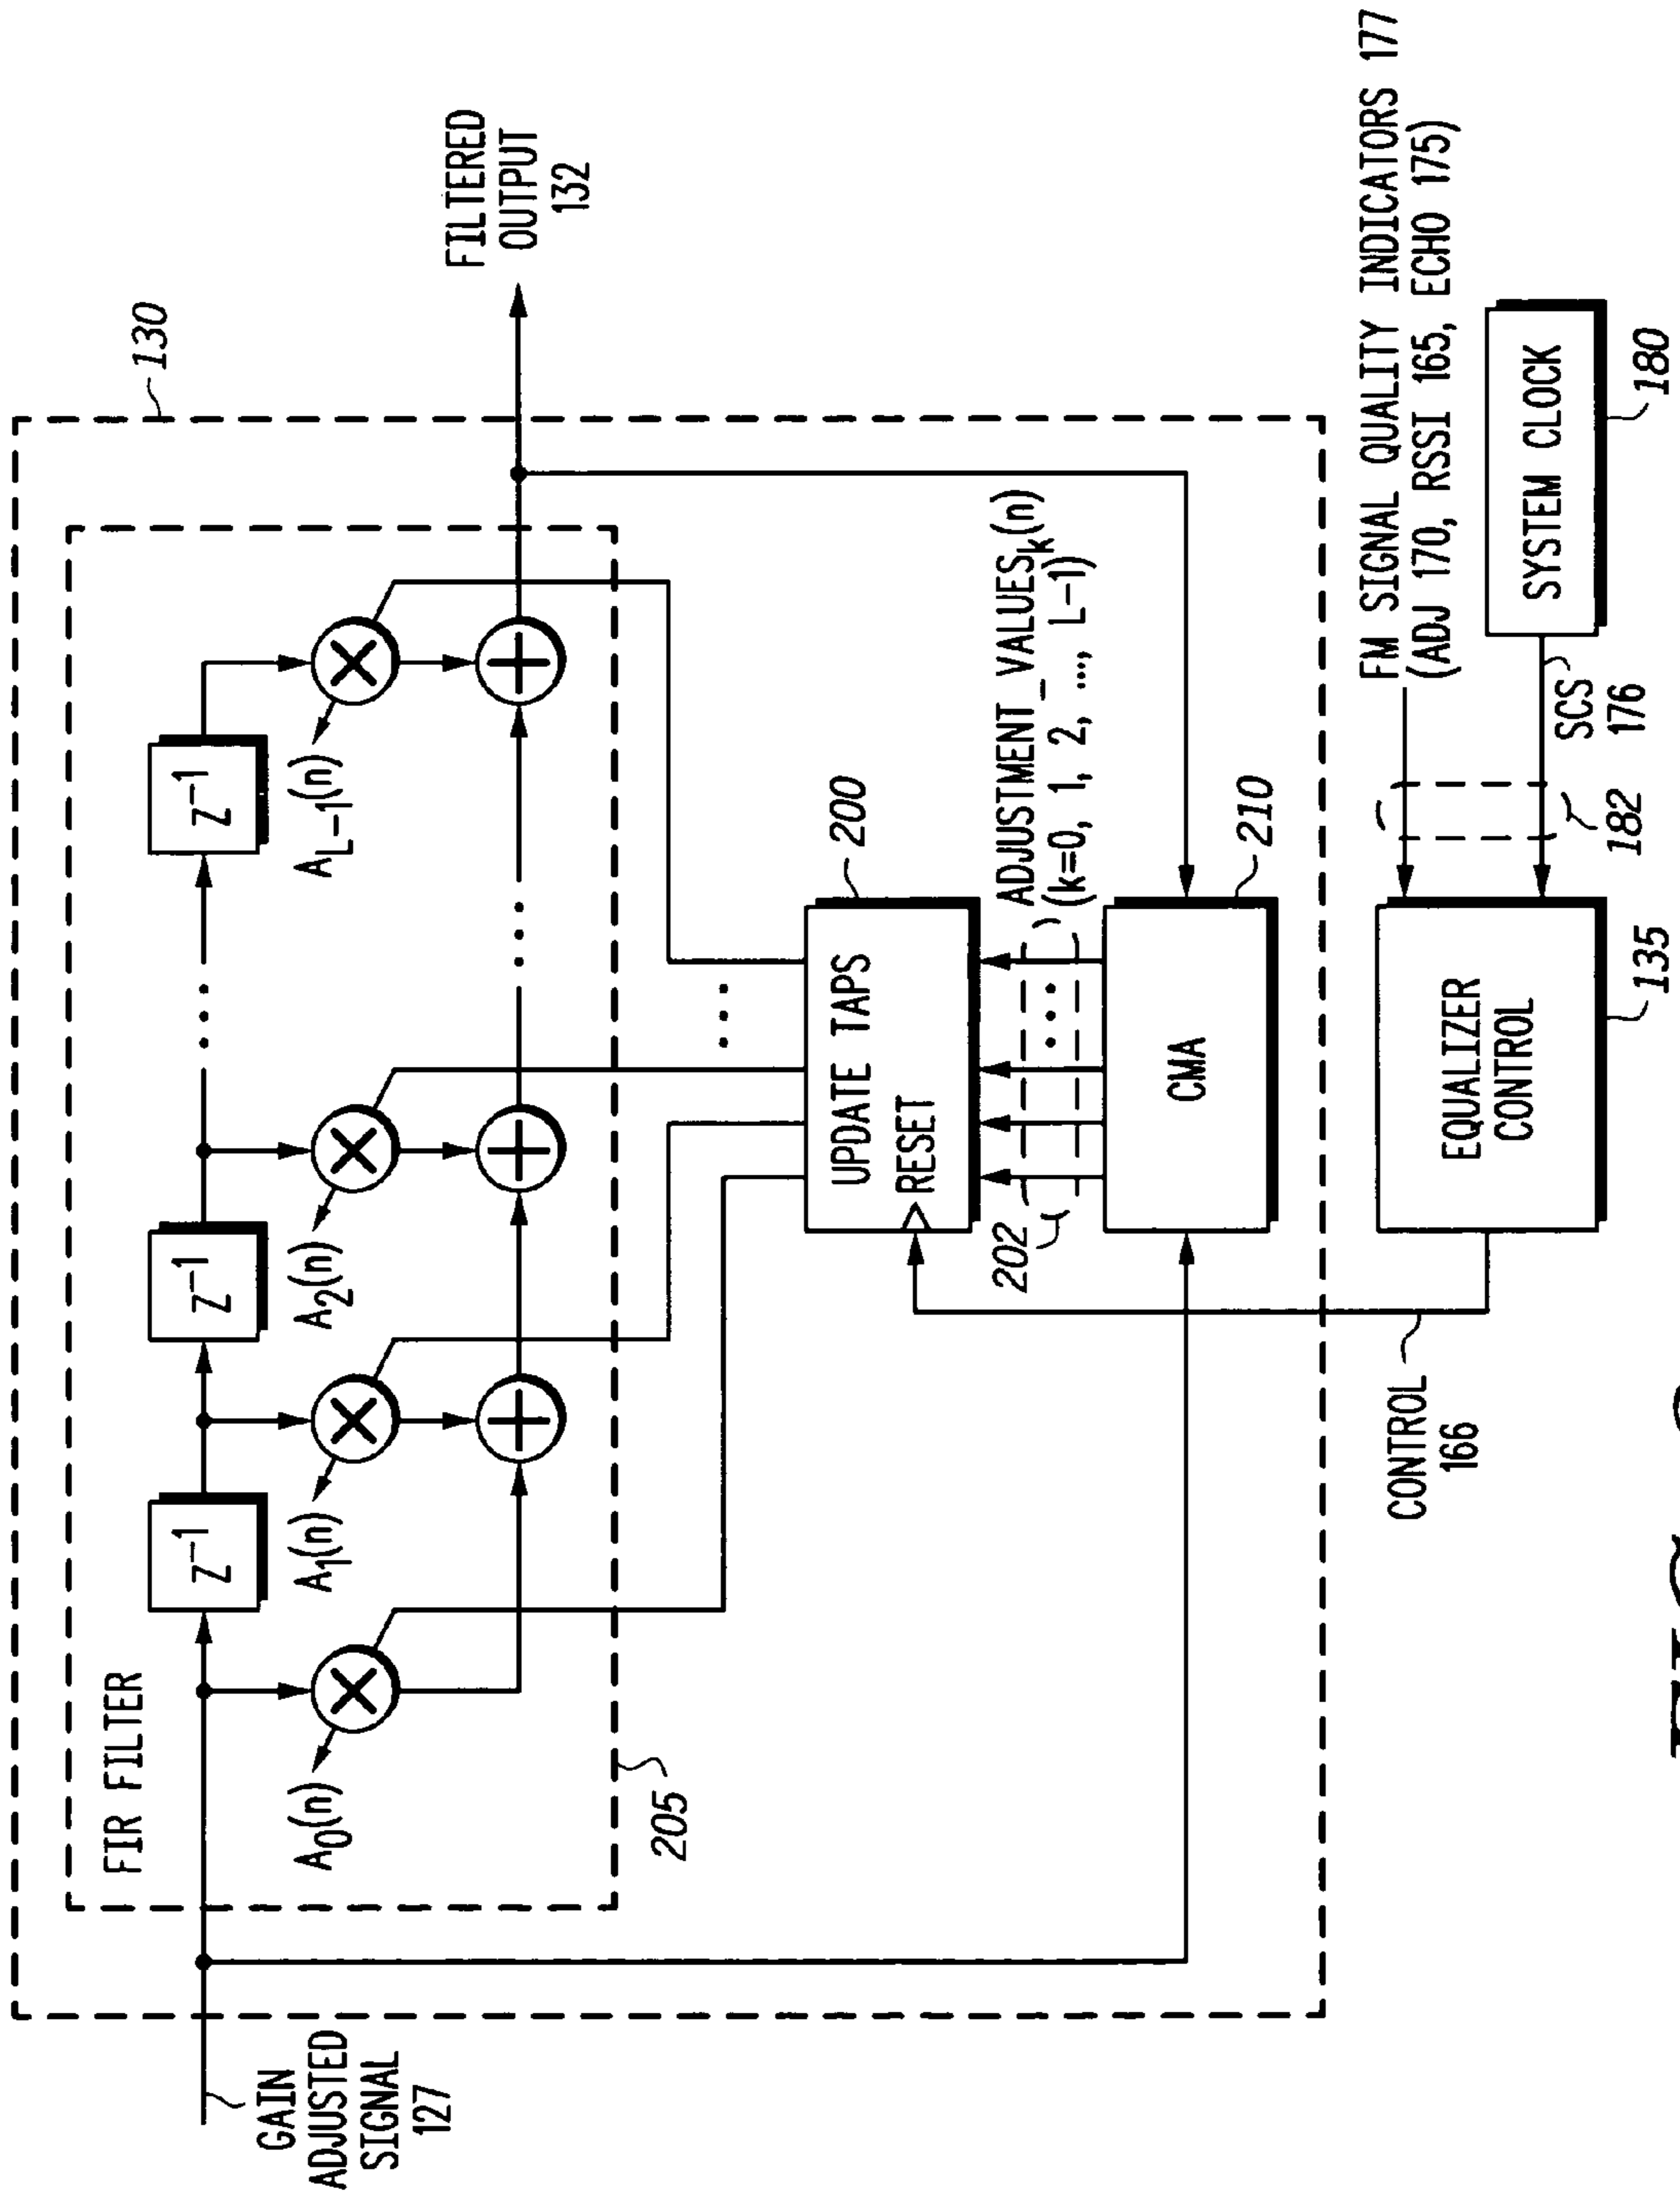 130
FIR FILTER
z⁻¹
z⁻¹
z⁻¹
A₀(n)
A₁(n)
A₂(n)
A_L₋₁(n)
...
...
205
GAIN
ADJUSTED
SIGNAL
127
FILTERED
OUTPUT
132
...
UPDATE TAPS
RESET
200
202
...
ADJUSTMENT_VALUESₖ(n)
(k=0, 1, 2, ..., L−1)
CMA
210
CONTROL
166
EQUALIZER
CONTROL
135
FM SIGNAL QUALITY INDICATORS 177
(ADJ 170, RSSI 165, ECHO 175)
SCS
176
182
SYSTEM CLOCK
180